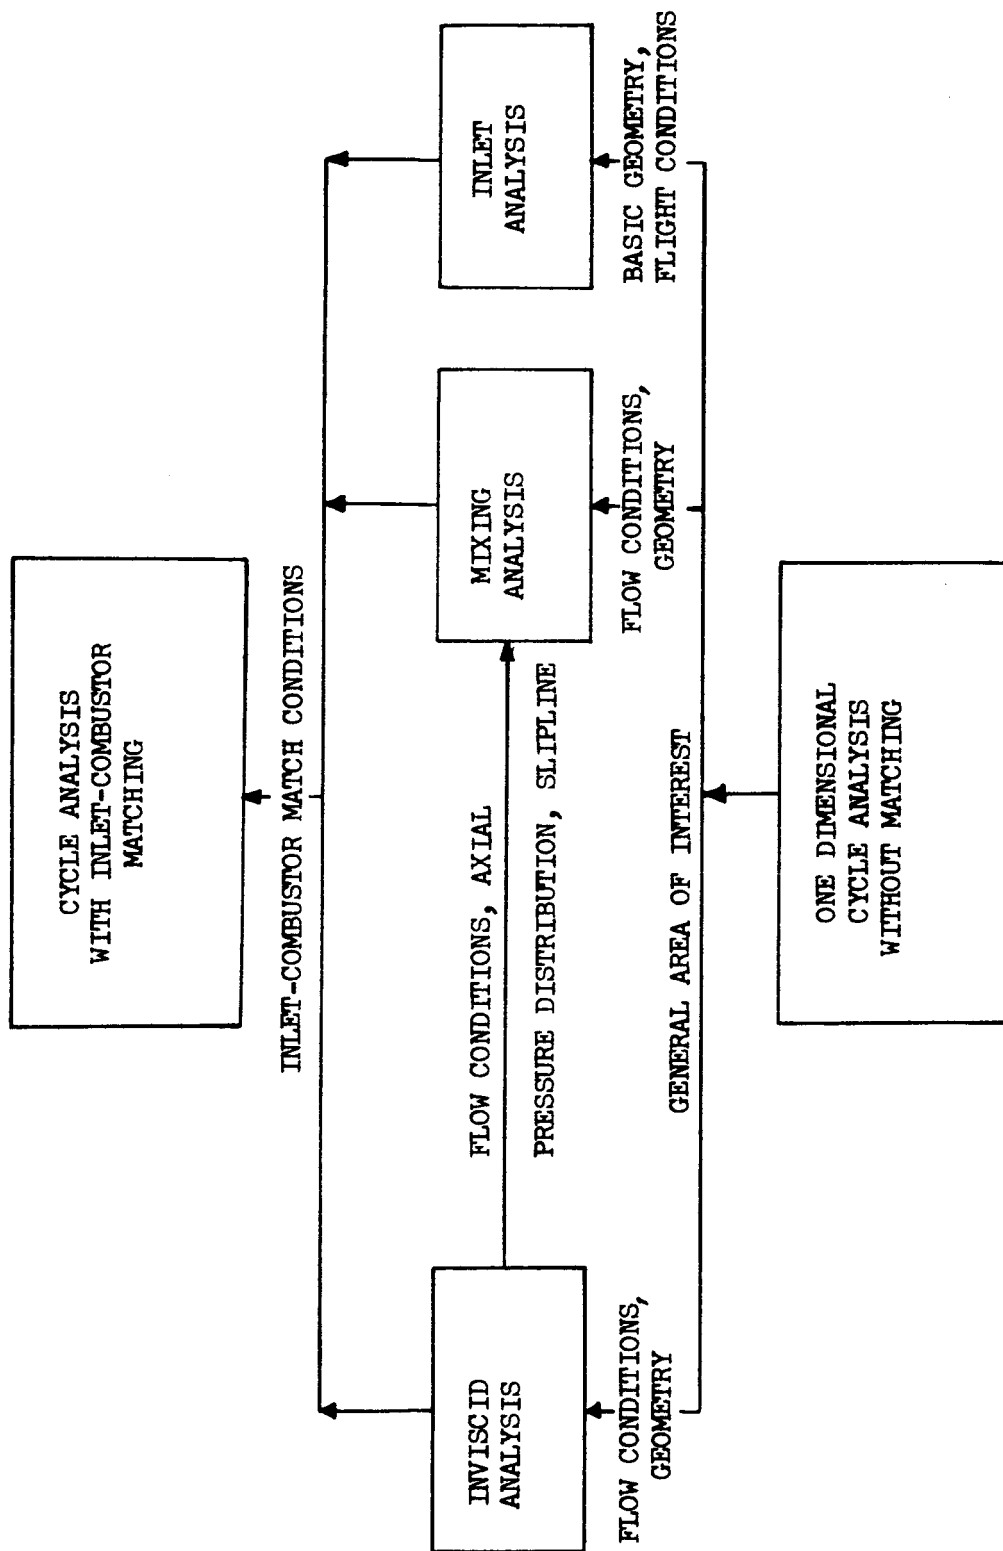 CYCLE ANALYSIS
WITH INLET-COMBUSTOR
MATCHING
INLET-COMBUSTOR MATCH CONDITIONS
INVISCID
ANALYSIS
FLOW CONDITIONS, AXIAL
PRESSURE DISTRIBUTION, SLIPLINE
MIXING
ANALYSIS
INLET
ANALYSIS
FLOW CONDITIONS,
GEOMETRY
FLOW CONDITIONS,
GEOMETRY
BASIC GEOMETRY,
FLIGHT CONDITIONS
GENERAL AREA OF INTEREST
ONE DIMENSIONAL
CYCLE ANALYSIS
WITHOUT MATCHING